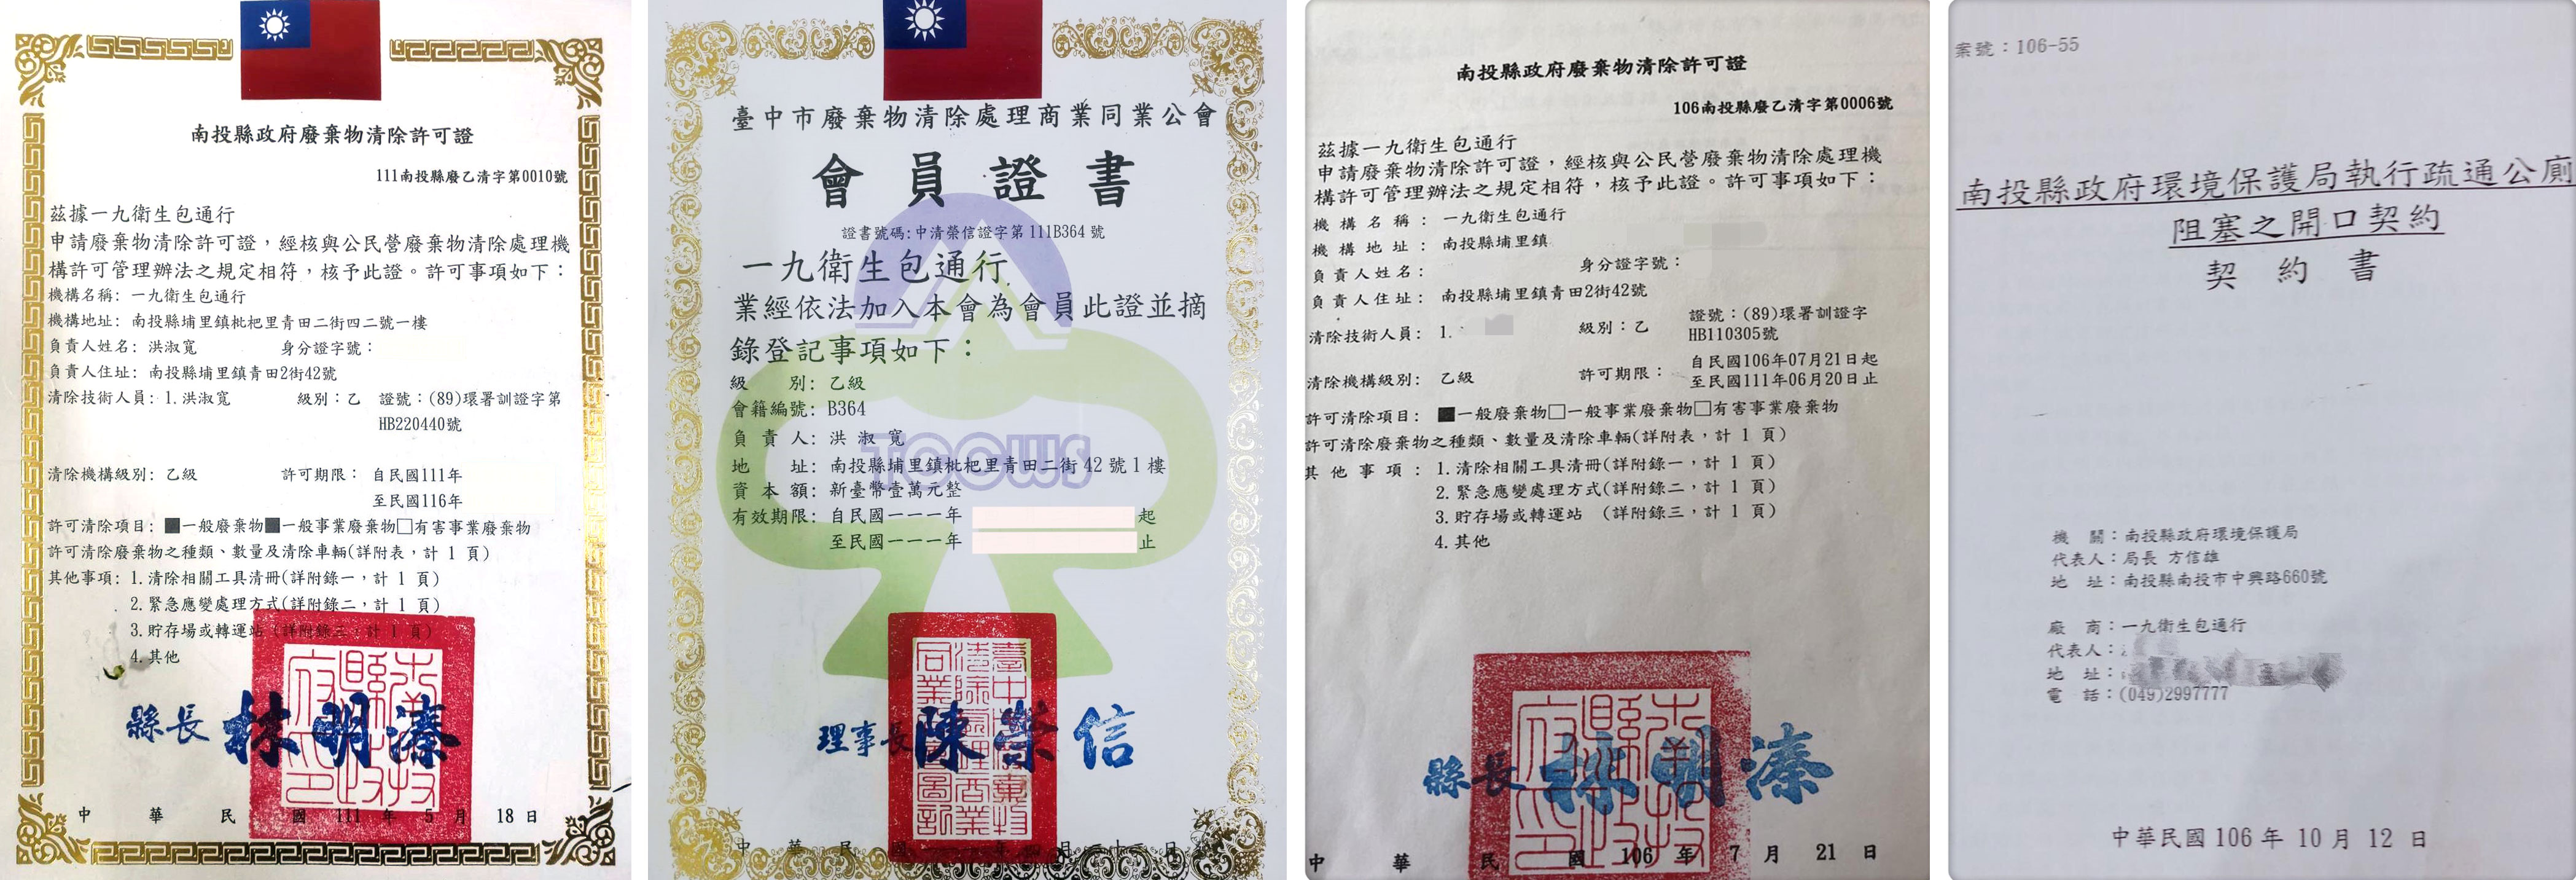 南投縣政府廢棄物清除許可證
111南投縣廢乙清字第0010號
茲據一九衛生包通行
申請廢棄物清除許可證，經核與公民營廢棄物清除處理機
構許可管理辦法之規定相符，核予此證。許可事項如下：
機構名稱：一九衛生包通行
機構地址：南投縣埔里鎮枇杷里青田二街四二號一樓
負責人姓名：洪淑寬 身分證字號：
負責人住址：南投縣埔里鎮青田2街42號
清除技術人員：1.洪淑寬 級別：乙 證號：(89)環署訓證字第
HB220440號
清除機構級別：乙級 許可期限：自民國111年
至民國116年
許可清除項目：■一般廢棄物■一般事業廢棄物□有害事業廢棄物
許可清除廢棄物之種類、數量及清除車輛(詳附表，計 1 頁)
其他事項：1.清除相關工具清冊(詳附錄一，計 1 頁)
2.緊急應變處理方式(詳附錄二，計 1 頁)
3.貯存場或轉運站 (詳附錄三，計 1 頁)
4.其他
縣長 林明溱
中華民國 111 年 5 月 18 日
臺中市廢棄物清除處理商業同業公會
會員證書
證書號碼:中清榮信證字第 111B364 號
一九衛生包通行
業經依法加入本會為會員此證並摘
錄登記事項如下：
級 別：乙級
會籍編號：B364
負 責 人：洪 淑 寬
地 址：南投縣埔里鎮枇杷里青田二街 42 號 1 樓
資 本 額：新臺幣壹萬元整
有效期限：自民國一一一年 起
至民國一一一年 止
TCCWS
理事長 陳榮信
中華民國
南投縣政府廢棄物清除許可證
106南投縣廢乙清字第0006號
茲據一九衛生包通行
申請廢棄物清除許可證，經核與公民營廢棄物清除處理機
構許可管理辦法之規定相符，核予此證。許可事項如下：
機構名稱：一九衛生包通行
機構地址：南投縣埔里鎮
負責人姓名： 身分證字號：
負責人住址：南投縣埔里鎮青田2街42號
清除技術人員：1. 級別：乙 證號：(89)環署訓證字
HB110305號
清除機構級別：乙級 許可期限：自民國106年07月21日起
至民國111年06月20日止
許可清除項目：■一般廢棄物□一般事業廢棄物□有害事業廢棄物
許可清除廢棄物之種類、數量及清除車輛(詳附表，計 1 頁)
其他事項：1.清除相關工具清冊(詳附錄一，計 1 頁)
2.緊急應變處理方式(詳附錄二，計 1 頁)
3.貯存場或轉運站 (詳附錄三，計 1 頁)
4.其他
縣長 林明溱
中華民國 106 年 7 月 21 日
案號：106-55
南投縣政府環境保護局執行疏通公廁
阻塞之開口契約
契約書
機 關：南投縣政府環境保護局
代表人：局長 方信雄
地 址：南投縣南投市中興路660號
廠 商：一九衛生包通行
代表人：
地 址：
電 話：(049)2997777
中華民國 106 年 10 月 12 日